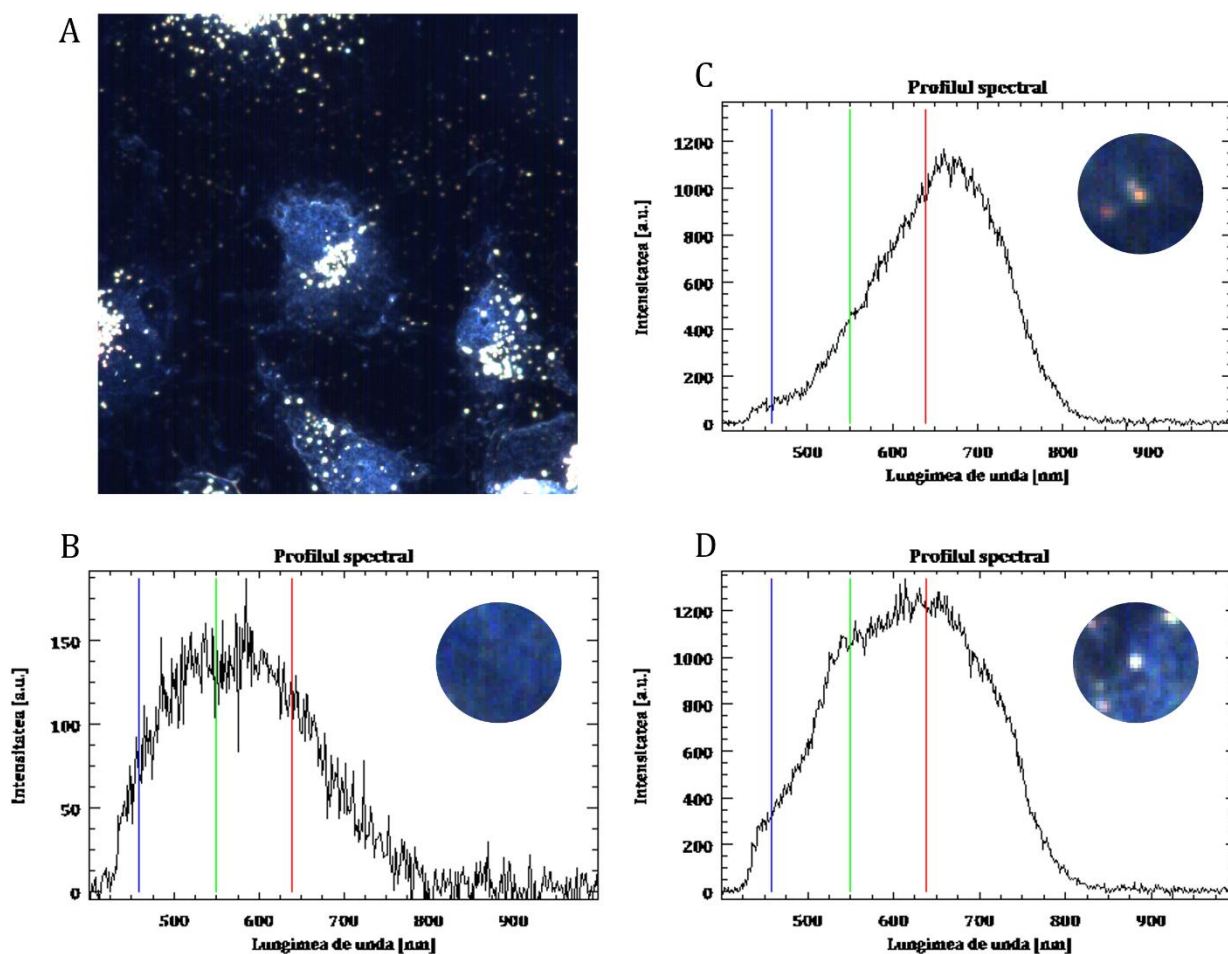 A
C
Profilul spectral
1200
1000
800
600
400
200
0
Intensitatea [a.u.]
500 600 700 800 900
Lungimea de unda [nm]
B
Profilul spectral
150
100
50
0
Intensitatea [a.u.]
500 600 700 800 900
Lungimea de unda [nm]
D
Profilul spectral
1200
1000
800
600
400
200
0
Intensitatea [a.u.]
500 600 700 800 900
Lungimea de unda [nm]